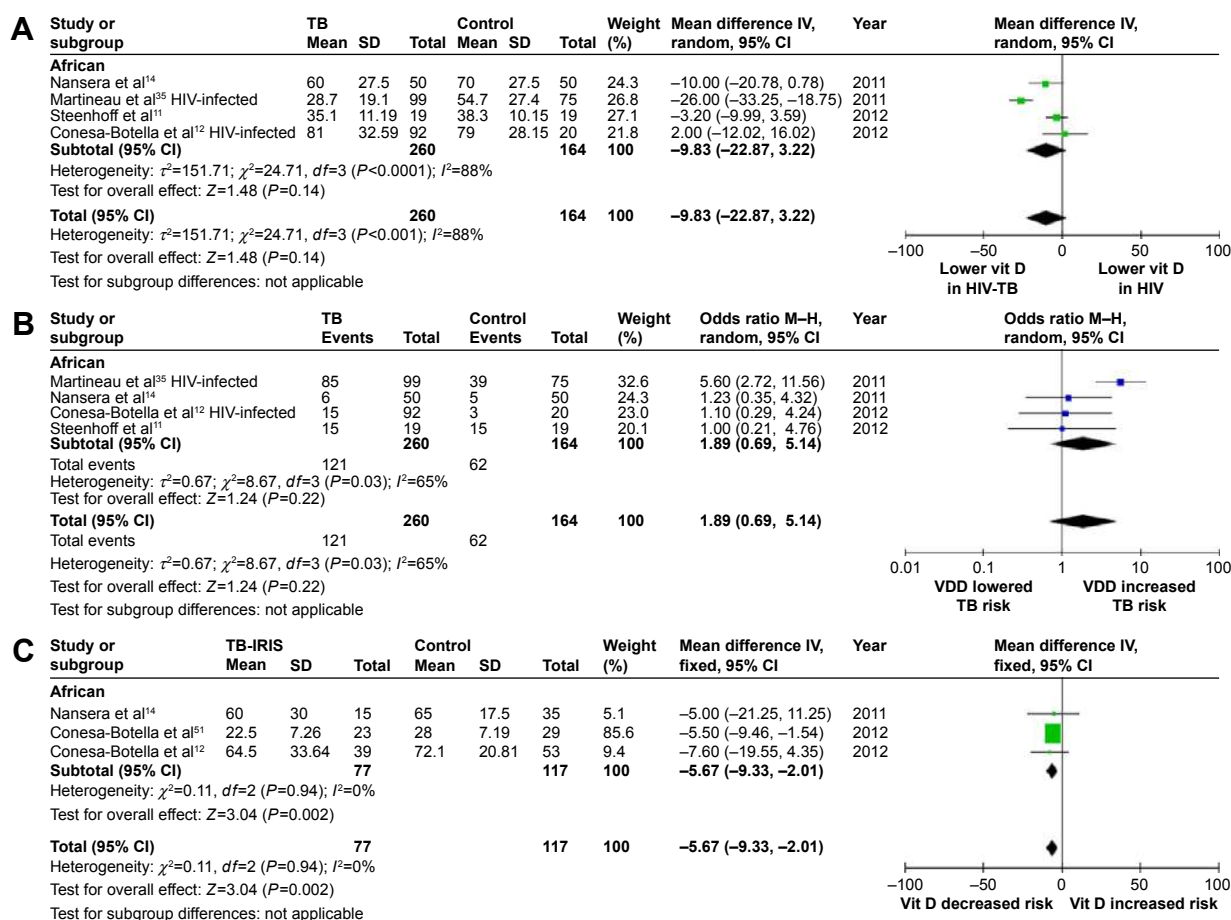 A
Study or TB Control Weight Mean difference IV, Year Mean difference IV,
subgroup Mean SD Total Mean SD Total (%) random, 95% CI random, 95% CI
African
Nansera et al¹⁴ 60 27.5 50 70 27.5 50 24.3 –10.00 (–20.78, 0.78) 2011
Martineau et al³⁵ HIV-infected 28.7 19.1 99 54.7 27.4 75 26.8 –26.00 (–33.25, –18.75) 2011
Steenhoff et al¹¹ 35.1 11.19 19 38.3 10.15 19 27.1 –3.20 (–9.99, 3.59) 2012
Conesa-Botella et al¹² HIV-infected 81 32.59 92 79 28.15 20 21.8 2.00 (–12.02, 16.02) 2012
Subtotal (95% CI) 260 164 100 –9.83 (–22.87, 3.22)
Heterogeneity: τ²=151.71; χ²=24.71, df=3 (P<0.0001); I²=88%
Test for overall effect: Z=1.48 (P=0.14)
Total (95% CI) 260 164 100 –9.83 (–22.87, 3.22)
Heterogeneity: τ²=151.71; χ²=24.71, df=3 (P<0.001); I²=88%
Test for overall effect: Z=1.48 (P=0.14)
Test for subgroup differences: not applicable
–100 –50 0 50 100
Lower vit D Lower vit D
in HIV-TB in HIV
B
Study or TB Control Weight Odds ratio M–H, Year Odds ratio M–H,
subgroup Events Total Events Total (%) random, 95% CI random, 95% CI
African
Martineau et al³⁵ HIV-infected 85 99 39 75 32.6 5.60 (2.72, 11.56) 2011
Nansera et al¹⁴ 6 50 5 50 24.3 1.23 (0.35, 4.32) 2011
Conesa-Botella et al¹² HIV-infected 15 92 3 20 23.0 1.10 (0.29, 4.24) 2012
Steenhoff et al¹¹ 15 19 15 19 20.1 1.00 (0.21, 4.76) 2012
Subtotal (95% CI) 260 164 100 1.89 (0.69, 5.14)
Total events 121 62
Heterogeneity: τ²=0.67; χ²=8.67, df=3 (P=0.03); I²=65%
Test for overall effect: Z=1.24 (P=0.22)
Total (95% CI) 260 164 100 1.89 (0.69, 5.14)
Total events 121 62
Heterogeneity: τ²=0.67; χ²=8.67, df=3 (P=0.03); I²=65%
Test for overall effect: Z=1.24 (P=0.22)
Test for subgroup differences: not applicable
0.01 0.1 1 10 100
VDD lowered VDD increased
TB risk TB risk
C
Study or TB-IRIS Control Weight Mean difference IV, Year Mean difference IV,
subgroup Mean SD Total Mean SD Total (%) fixed, 95% CI fixed, 95% CI
African
Nansera et al¹⁴ 60 30 15 65 17.5 35 5.1 –5.00 (–21.25, 11.25) 2011
Conesa-Botella et al⁵¹ 22.5 7.26 23 28 7.19 29 85.6 –5.50 (–9.46, –1.54) 2012
Conesa-Botella et al¹² 64.5 33.64 39 72.1 20.81 53 9.4 –7.60 (–19.55, 4.35) 2012
Subtotal (95% CI) 77 117 100 –5.67 (–9.33, –2.01)
Heterogeneity: χ²=0.11, df=2 (P=0.94); I²=0%
Test for overall effect: Z=3.04 (P=0.002)
Total (95% CI) 77 117 100 –5.67 (–9.33, –2.01)
Heterogeneity: χ²=0.11, df=2 (P=0.94); I²=0%
Test for overall effect: Z=3.04 (P=0.002)
Test for subgroup differences: not applicable
–100 –50 0 50 100
Vit D decreased risk Vit D increased risk